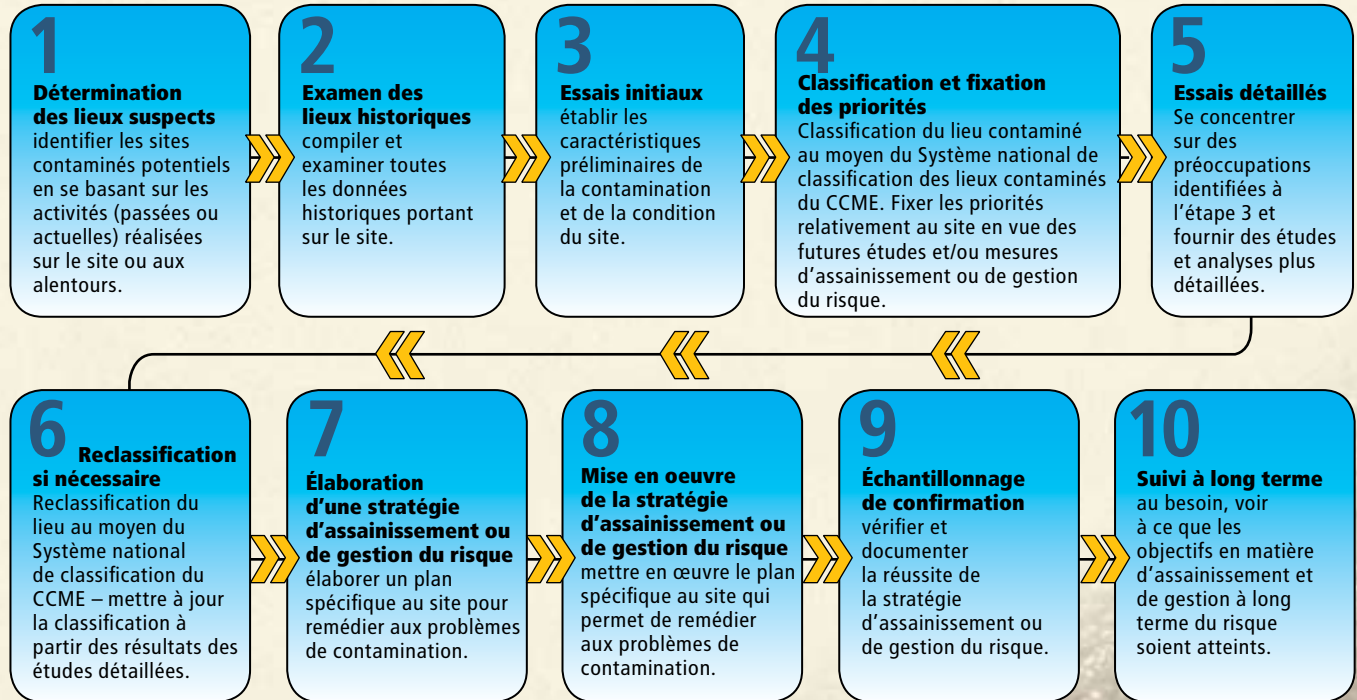 1
Détermination
des lieux suspects
identifier les sites
contaminés potentiels
en se basant sur les
activités (passées ou
actuelles) réalisées
sur le site ou aux
alentours.
2
Examen des
lieux historiques
compiler et
examiner toutes
les données
historiques portant
sur le site.
3
Essais initiaux
établir les
caractéristiques
préliminaires de
la contamination
et de la condition
du site.
4
Classification et fixation
des priorités
Classification du lieu contaminé
au moyen du Système national de
classification des lieux contaminés
du CCME. Fixer les priorités
relativement au site en vue des
futures études et/ou mesures
d'assainissement ou de gestion
du risque.
5
Essais détaillés
Se concentrer
sur des
préoccupations
identifiées à
l'étape 3 et
fournir des études
et analyses plus
détaillées.
6 Reclassification
si nécessaire
Reclassification du
lieu au moyen du
Système national
de classification du
CCME – mettre à jour
la classification à
partir des résultats des
études détaillées.
7
Élaboration
d'une stratégie
d'assainissement ou
de gestion du risque
élaborer un plan
spécifique au site pour
remédier aux problèmes
de contamination.
8
Mise en oeuvre
de la stratégie
d'assainissement ou
de gestion du risque
mettre en œuvre le plan
spécifique au site qui
permet de remédier
aux problèmes de
contamination.
9
Échantillonnage
de confirmation
vérifier et
documenter
la réussite de
la stratégie
d'assainissement ou
de gestion du risque.
10
Suivi à long terme
au besoin, voir
à ce que les
objectifs en matière
d'assainissement et
de gestion à long
terme du risque
soient atteints.